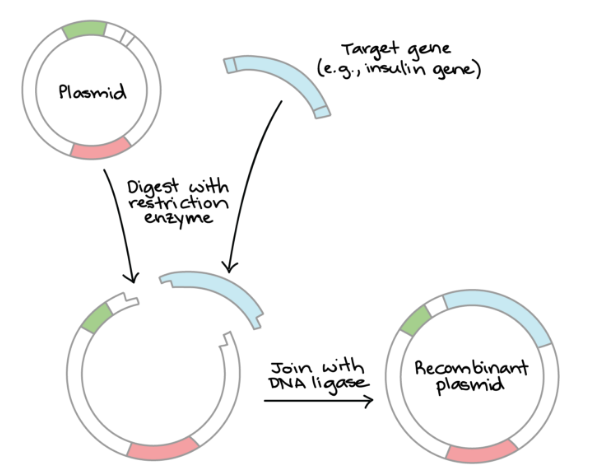 Plasmid
Target gene
(e.g., insulin gene)
Digest with
restriction
enzyme
Join with
DNA ligase
Recombinant
plasmid